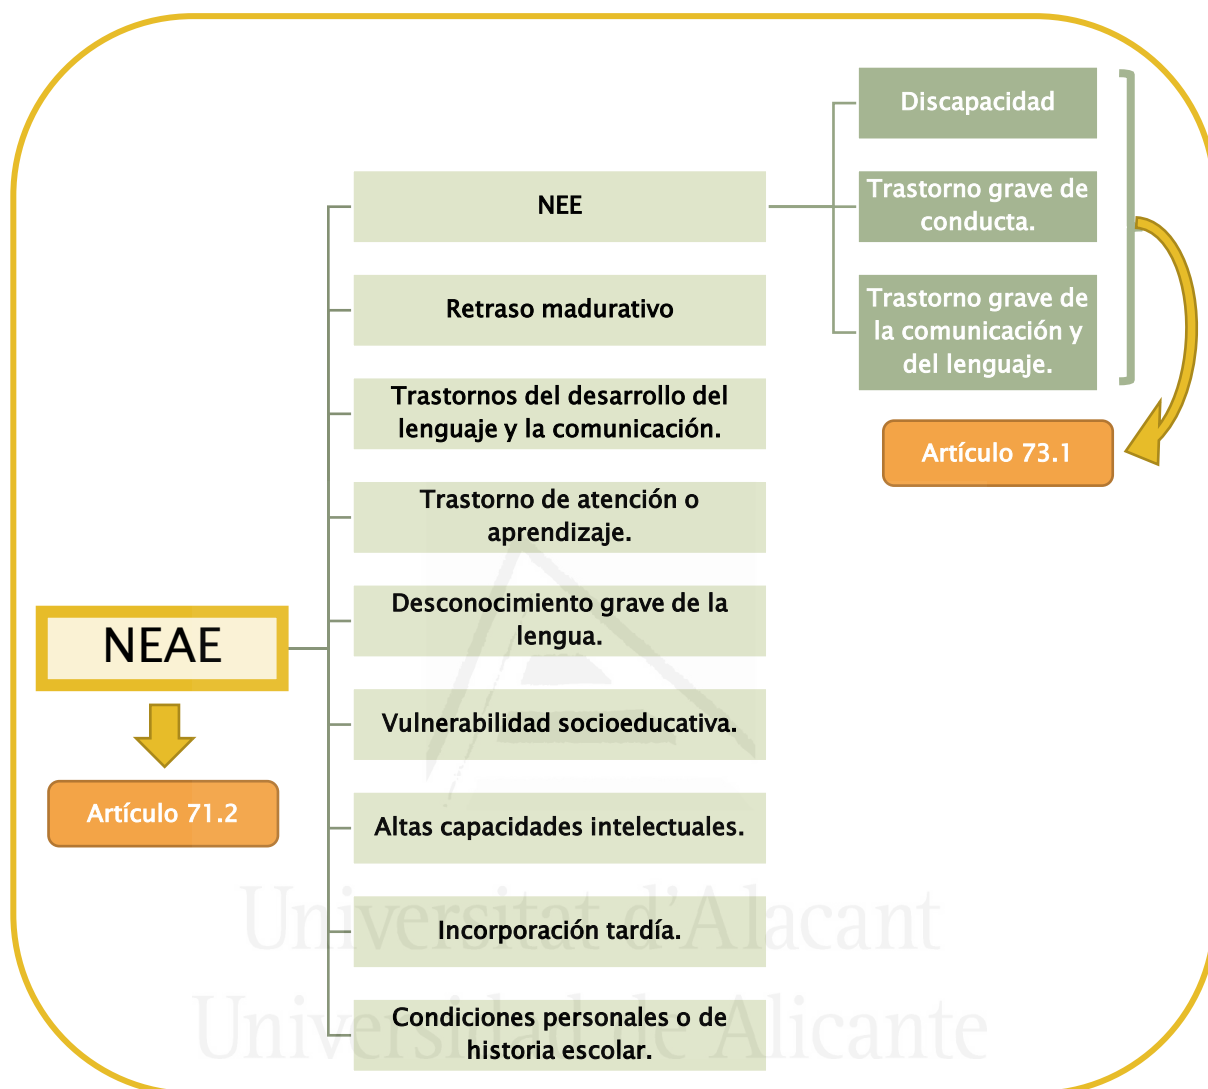 Discapacidad
NEE
Trastorno grave de
conducta.
Retraso madurativo
Trastorno grave de
la comunicación y
del lenguaje.
Trastornos del desarrollo del
lenguaje y la comunicación.
Artículo 73.1
Trastorno de atención o
aprendizaje.
Desconocimiento grave de la
lengua.
NEAE
Vulnerabilidad socioeducativa.
Artículo 71.2
Altas capacidades intelectuales.
Universitat d'Alacant
Incorporación tardía.
Universidad de Alicante
Condiciones personales o de
historia escolar.